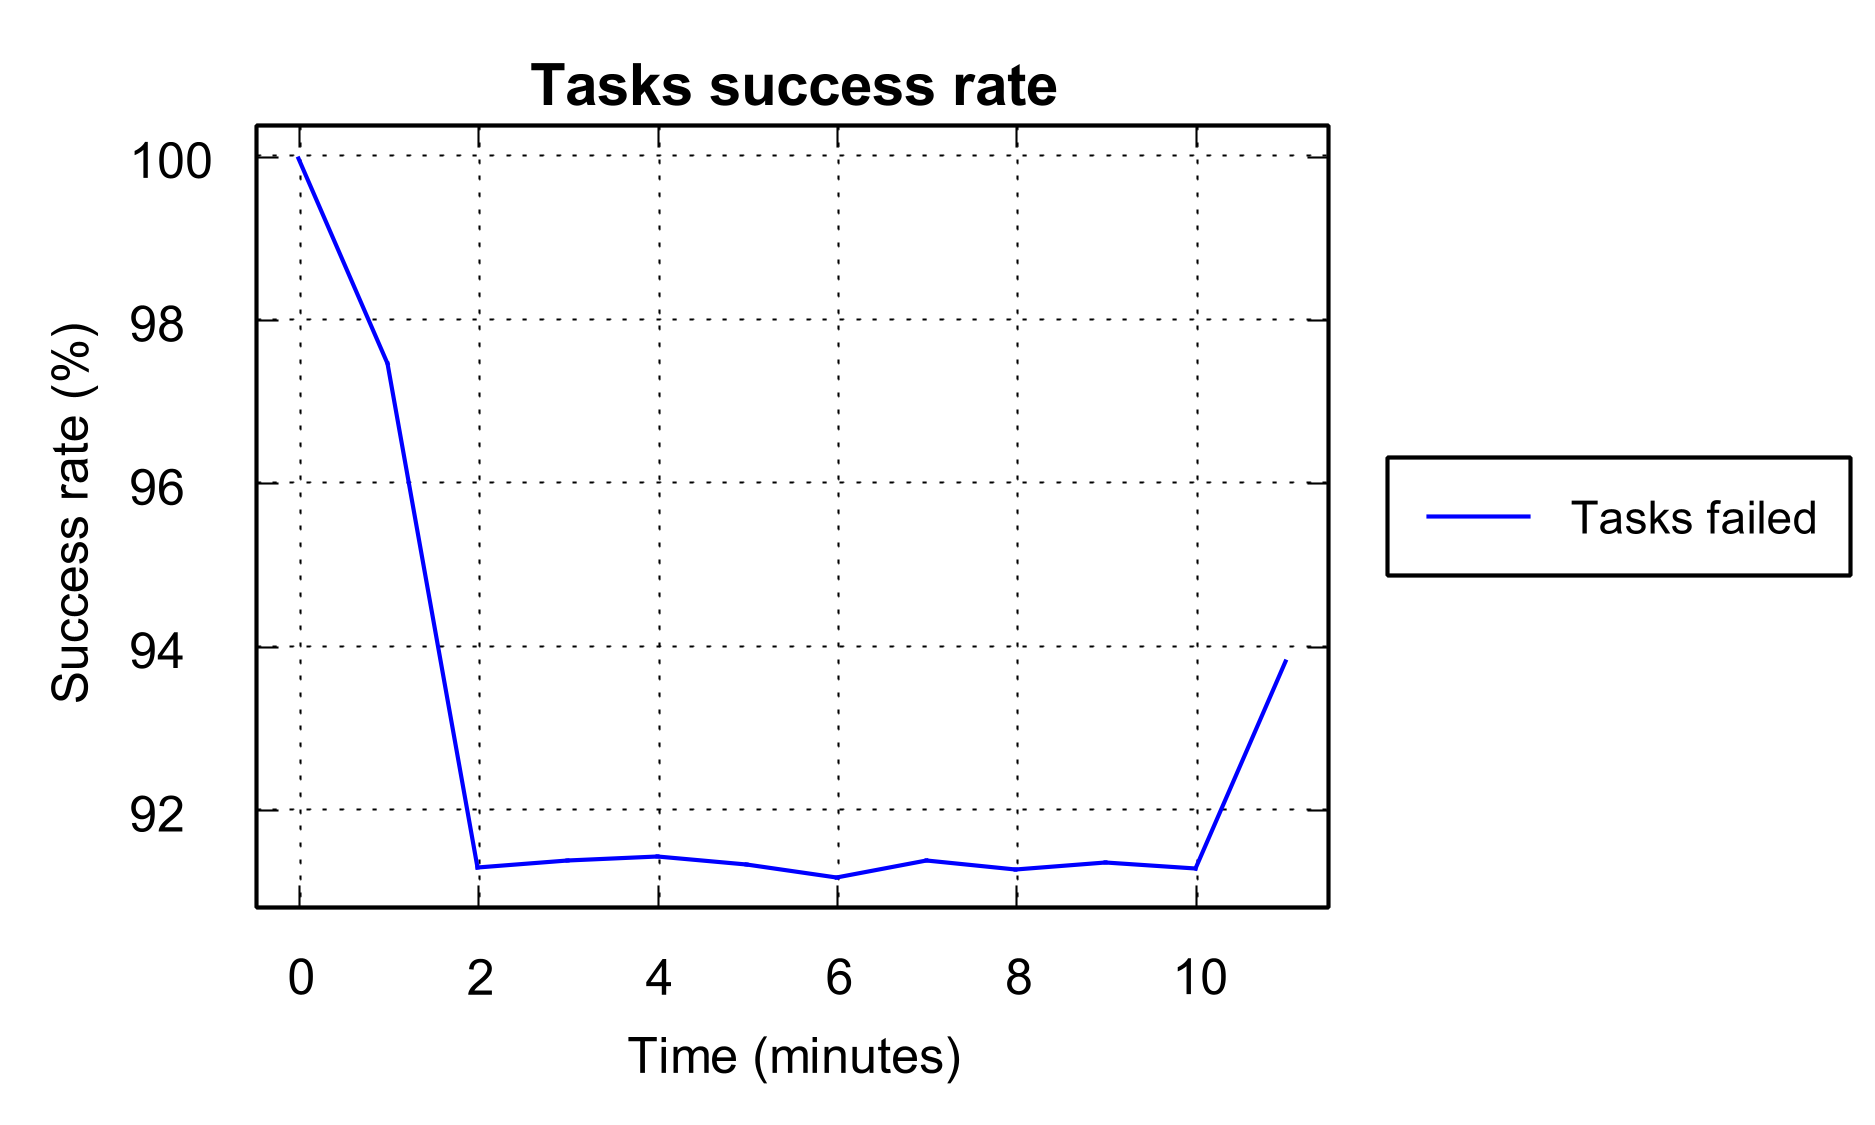 Tasks success rate
100
98
96
94
92
Success rate (%)
0 2 4 6 8 10
Time (minutes)
Tasks failed